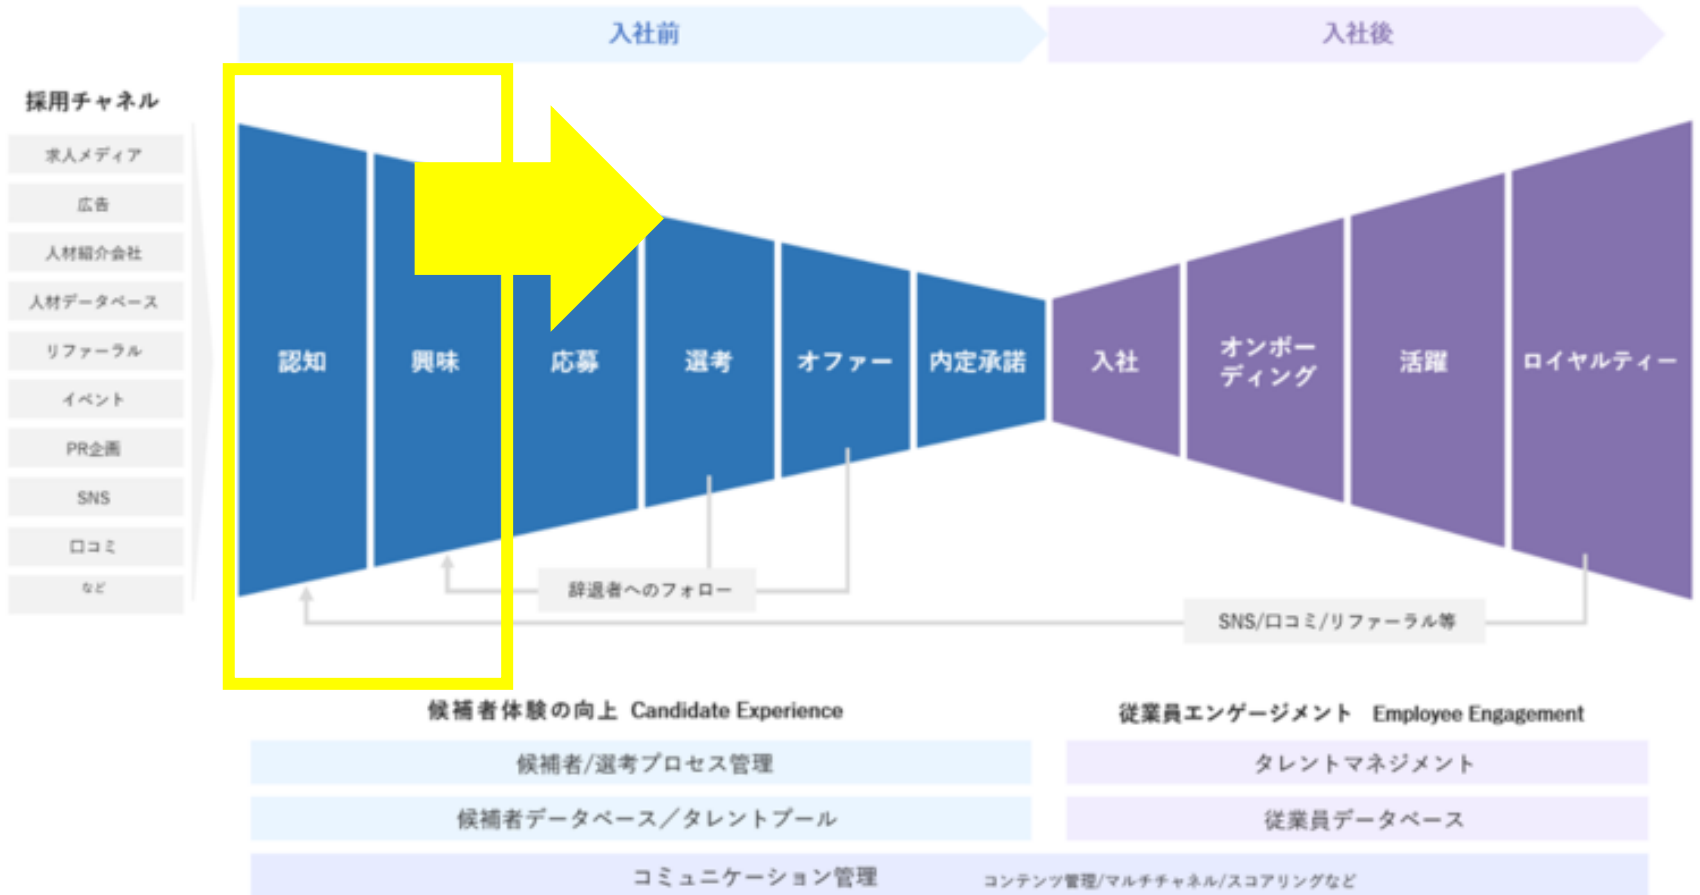 入社前
入社後
採用チャネル
求人メディア
広告
人材紹介会社
人材データベース
リファーラル
イベント
PR企画
SNS
口コミ
など
認知
興味
応募
選考
オファー
内定承諾
入社
オンボー
ディング
活躍
ロイヤルティー
辞退者へのフォロー
SNS/口コミ/リファーラル等
候補者体験の向上 Candidate Experience
従業員エンゲージメント Employee Engagement
候補者/選考プロセス管理
タレントマネジメント
候補者データベース／タレントプール
従業員データベース
コミュニケーション管理 コンテンツ管理/マルチチャネル/スコアリングなど